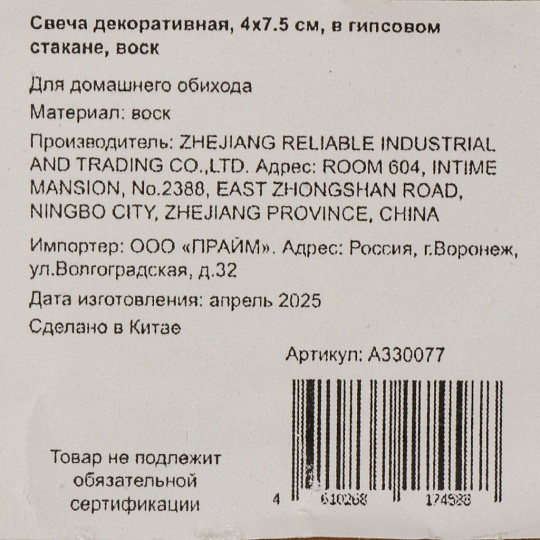 Свеча декоративная, 4x7.5 см, в гипсовом
стакане, воск
Для домашнего обихода
Материал: воск
Производитель: ZHEJIANG RELIABLE INDUSTRIAL
AND TRADING CO.,LTD. Адрес: ROOM 604, INTIME
MANSION, No.2388, EAST ZHONGSHAN ROAD,
NINGBO CITY, ZHEJIANG PROVINCE, CHINA
Импортер: ООО «ПРАЙМ». Адрес: Россия, г.Воронеж,
ул.Волгоградская, д.32
Дата изготовления: апрель 2025
Сделано в Китае
Артикул: А330077
Товар не подлежит
обязательной
сертификации
4 610268